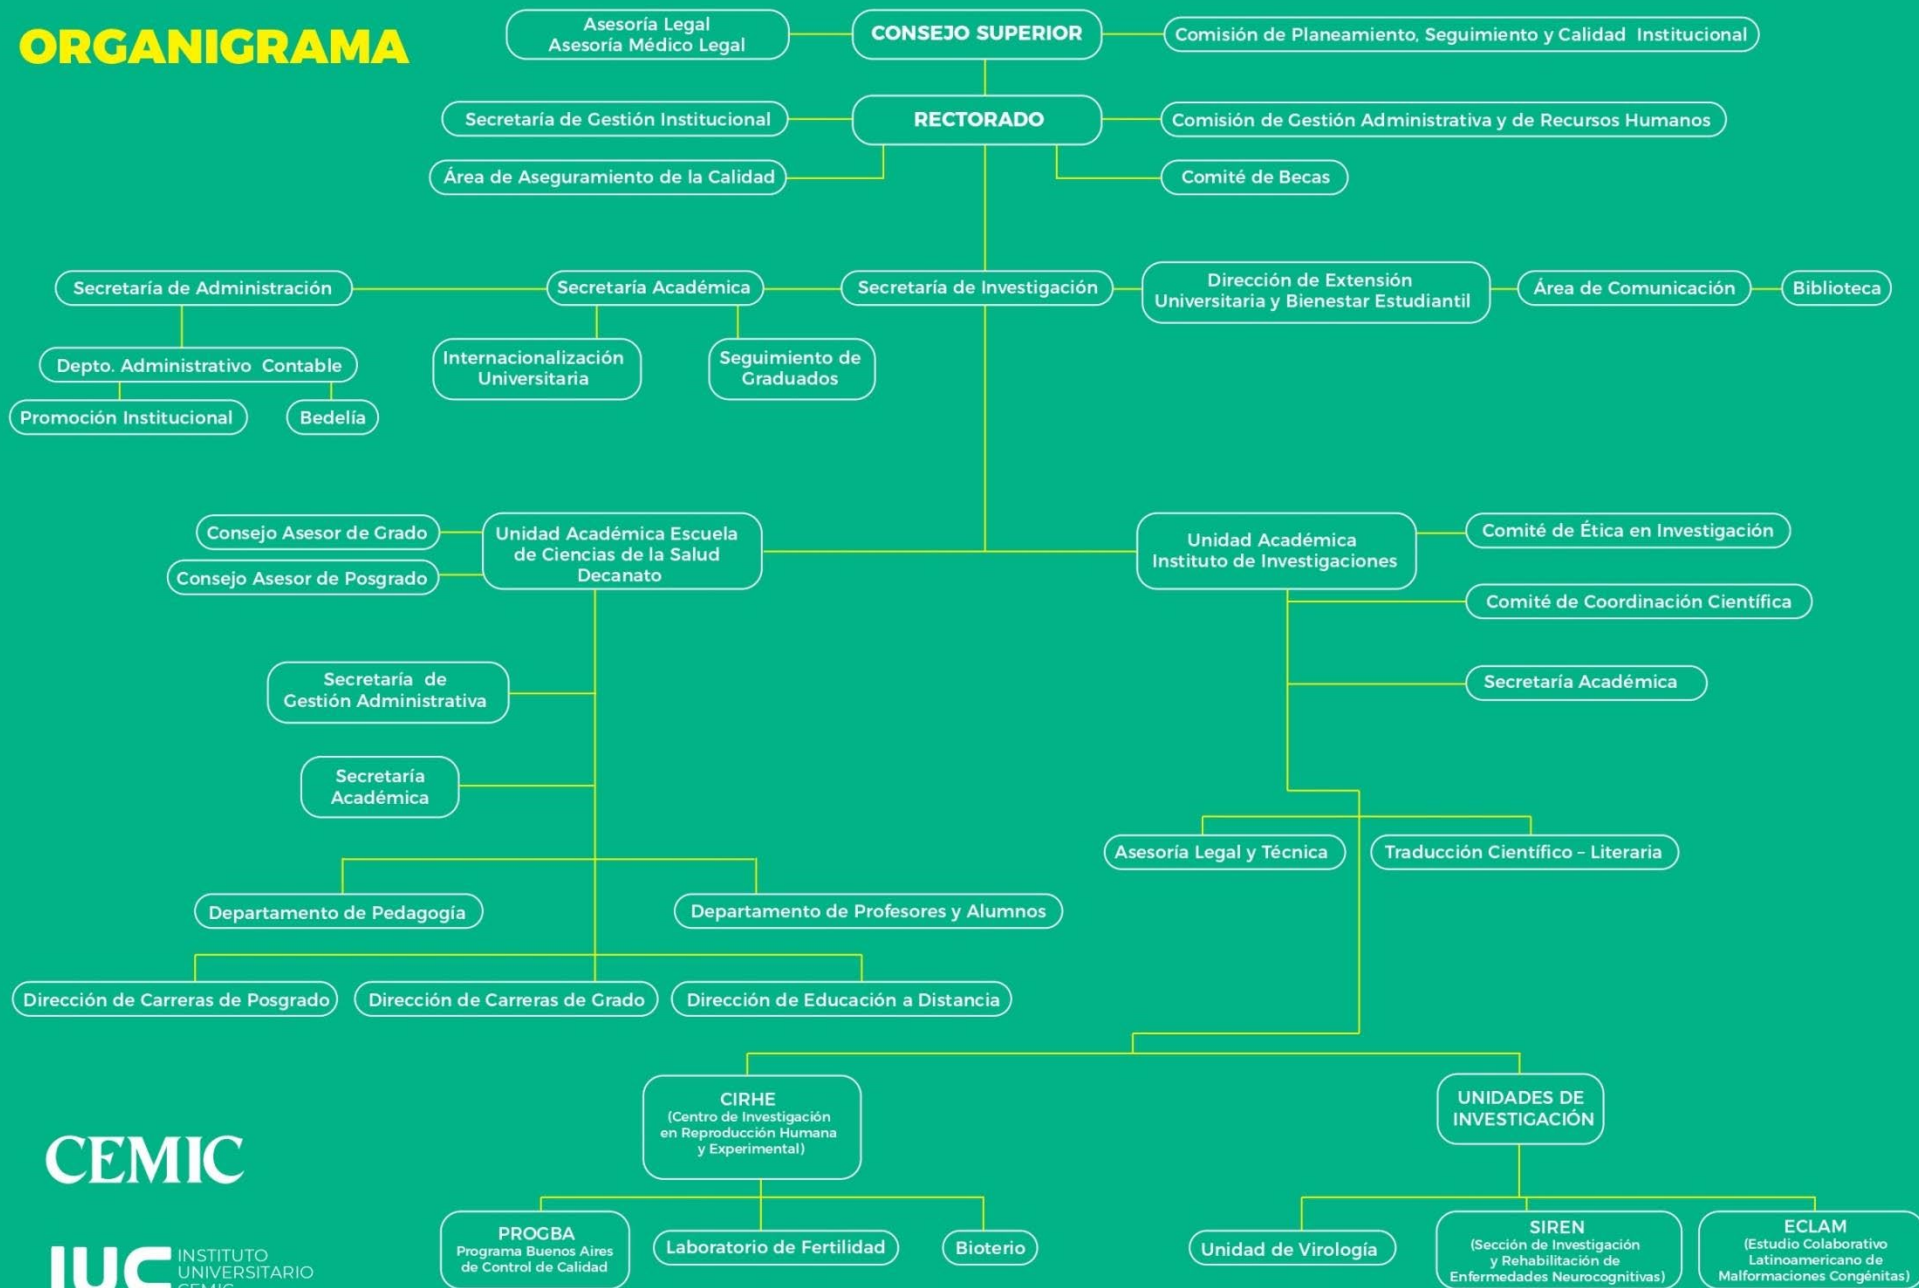 ORGANIGRAMA
Asesoría Legal
Asesoría Médico Legal
CONSEJO SUPERIOR
Comisión de Planeamiento, Seguimiento y Calidad Institucional
Secretaría de Gestión Institucional
RECTORADO
Comisión de Gestión Administrativa y de Recursos Humanos
Área de Aseguramiento de la Calidad
Comité de Becas
Secretaría de Administración
Secretaría Académica
Secretaría de Investigación
Dirección de Extensión
Universitaria y Bienestar Estudiantil
Área de Comunicación
Biblioteca
Depto. Administrativo Contable
Internacionalización
Universitaria
Seguimiento de
Graduados
Promoción Institucional
Bedelía
Consejo Asesor de Grado
Consejo Asesor de Posgrado
Unidad Académica Escuela
de Ciencias de la Salud
Decanato
Unidad Académica
Instituto de Investigaciones
Comité de Ética en Investigación
Comité de Coordinación Científica
Secretaría de
Gestión Administrativa
Secretaría Académica
Secretaría
Académica
Asesoría Legal y Técnica
Traducción Científico – Literaria
Departamento de Pedagogía
Departamento de Profesores y Alumnos
Dirección de Carreras de Posgrado
Dirección de Carreras de Grado
Dirección de Educación a Distancia
CIRHE
(Centro de Investigación
en Reproducción Humana
y Experimental)
UNIDADES DE
INVESTIGACIÓN
PROGBA
Programa Buenos Aires
de Control de Calidad
Laboratorio de Fertilidad
Bioterio
Unidad de Virología
SIREN
(Sección de Investigación
y Rehabilitación de
Enfermedades Neurocognitivas)
ECLAM
(Estudio Colaborativo
Latinoamericano de
Malformaciones Congénitas)
CEMIC
IUC
INSTITUTO
UNIVERSITARIO
CEMIC